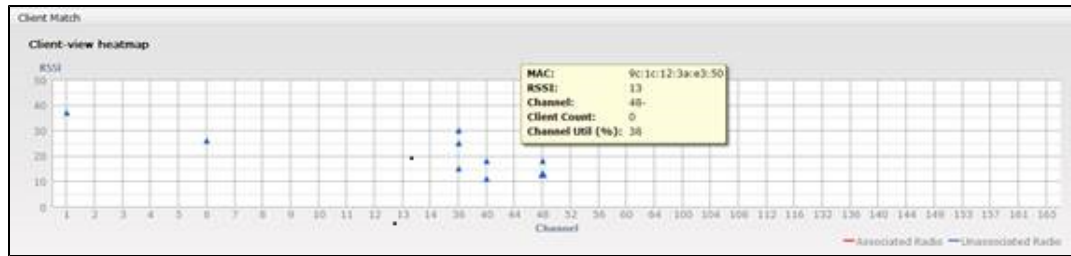 Client Match
Client-view heatmap
RSSI
MAC: 9c:1c:12:3a:e3:50
RSSI: 13
Channel: 48-
Client Count: 0
Channel Util (%): 38
50
40
30
20
10
0
1 2 3 4 5 6 7 8 9 10 11 12 13 14 36 40 44 48 52 56 60 64 100 104 108 112 116 132 136 140 144 149 153 157 161 165
Channel
Associated Radio Unassociated Radio